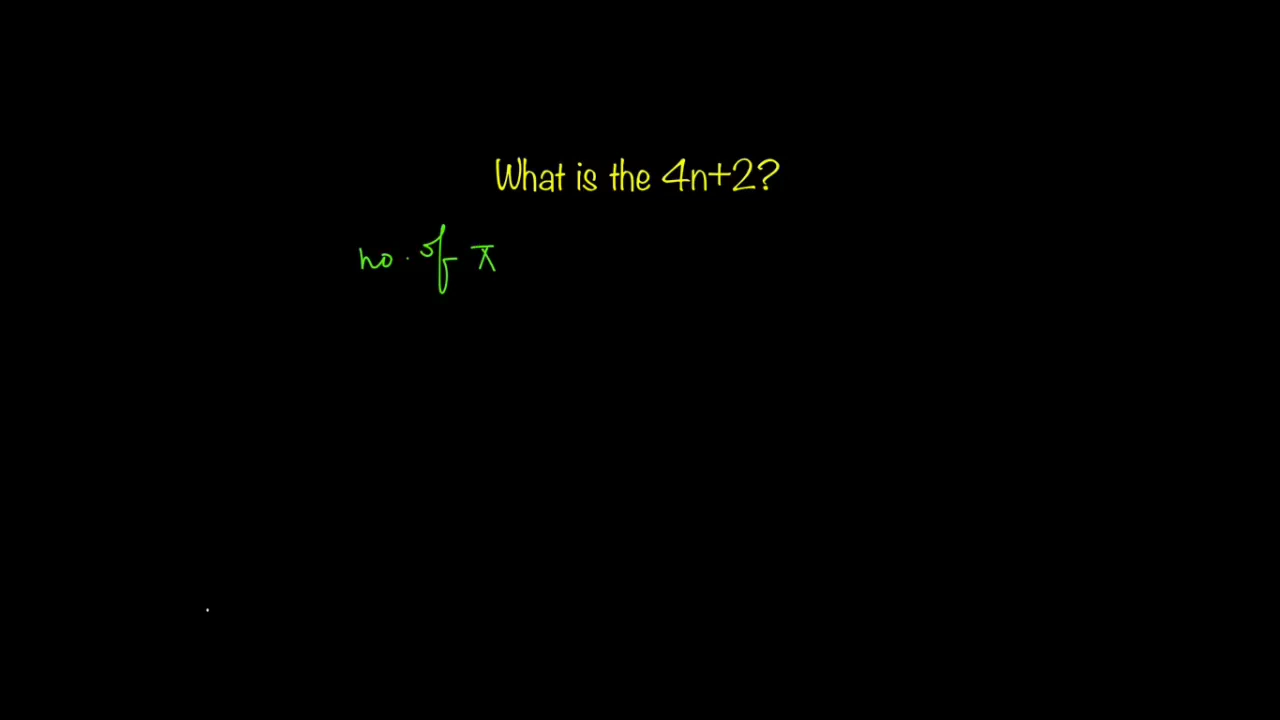 What is the 4n+2?
no. of π